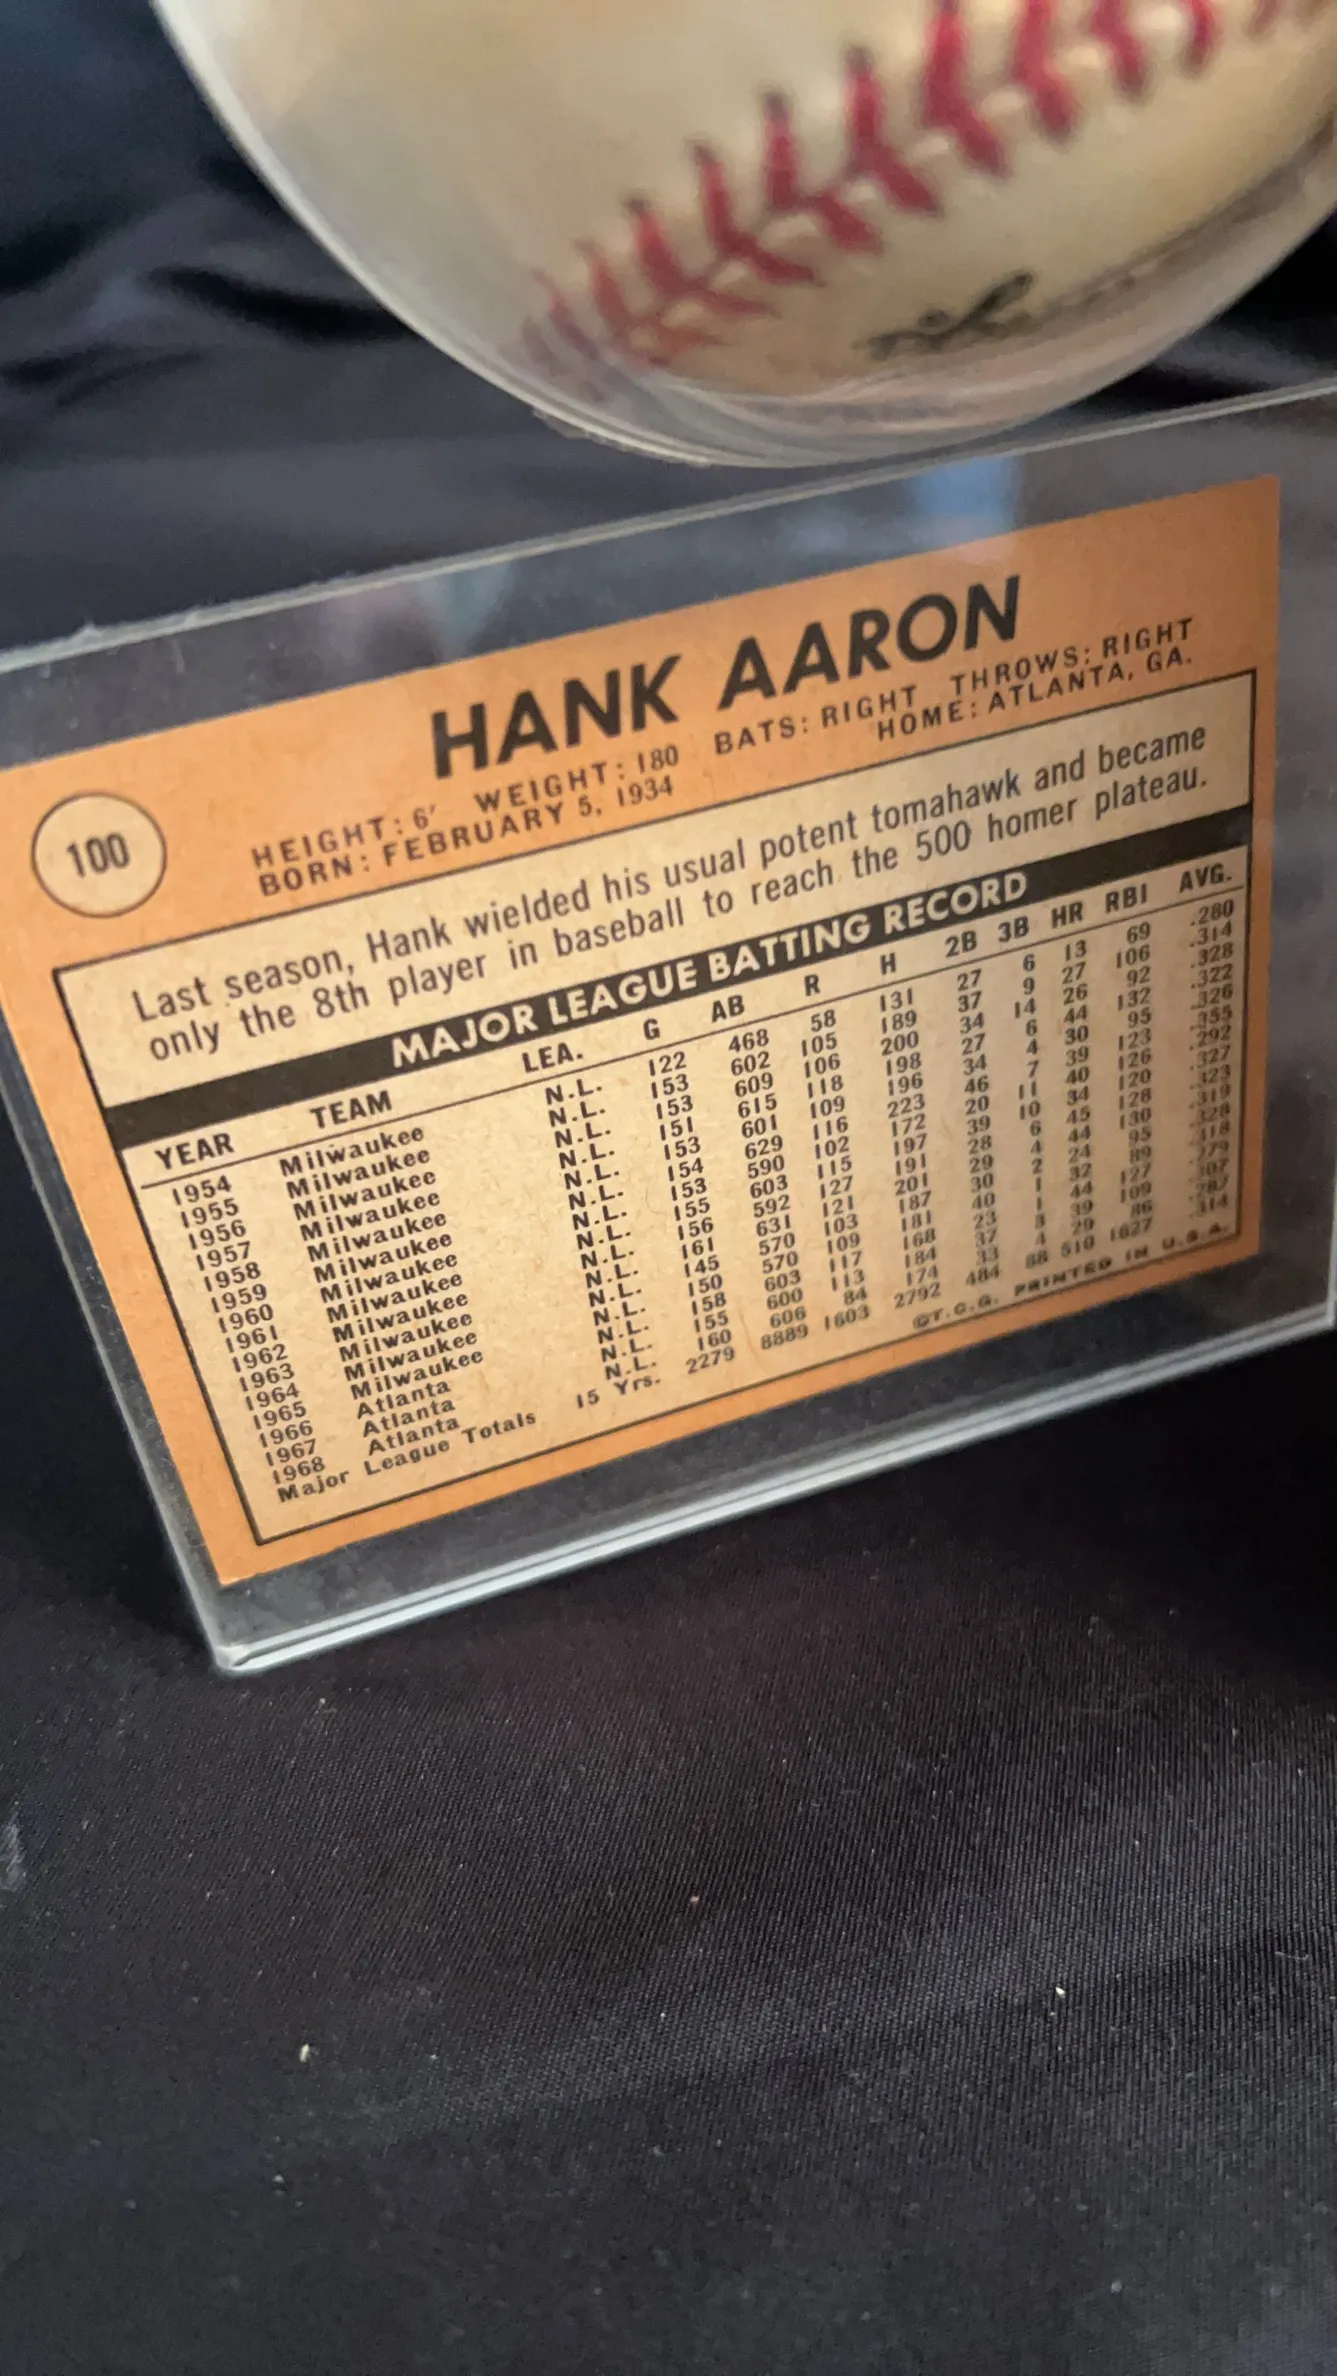 HANK AARON
HEIGHT: 6' WEIGHT: 180 BATS: RIGHT THROWS: RIGHT
BORN: FEBRUARY 5, 1934 HOME: ATLANTA, GA.
100
Last season, Hank wielded his usual potent tomahawk and became
only the 8th player in baseball to reach the 500 homer plateau.
MAJOR LEAGUE BATTING RECORD
YEAR TEAM LEA. G AB R H 2B 3B HR RBI AVG.
1954 Milwaukee N.L. 122 468 58 131 27 6 13 69 .280
1955 Milwaukee N.L. 153 602 105 189 37 9 27 106 .314
1956 Milwaukee N.L. 153 609 106 200 34 14 26 92 .328
1957 Milwaukee N.L. 151 615 118 198 27 6 44 132 .322
1958 Milwaukee N.L. 153 601 109 196 34 4 30 95 .326
1959 Milwaukee N.L. 154 629 116 223 46 7 39 123 .355
1960 Milwaukee N.L. 153 590 102 172 20 11 40 126 .292
1961 Milwaukee N.L. 155 603 115 197 39 10 34 120 .327
1962 Milwaukee N.L. 156 592 127 191 28 6 45 128 .323
1963 Milwaukee N.L. 161 631 121 201 29 4 44 130 .319
1964 Milwaukee N.L. 145 570 103 187 30 2 24 95 .328
1965 Milwaukee N.L. 150 570 109 181 40 1 32 89 .318
1966 Atlanta N.L. 158 603 117 168 23 1 44 127 .279
1967 Atlanta N.L. 155 600 113 184 37 3 39 109 .307
1968 Atlanta N.L. 160 606 84 174 33 4 29 86 .287
Major League Totals 15 Yrs. 2279 8889 1603 2792 484 88 510 1627 .314
©T.C.G. PRINTED IN U.S.A.